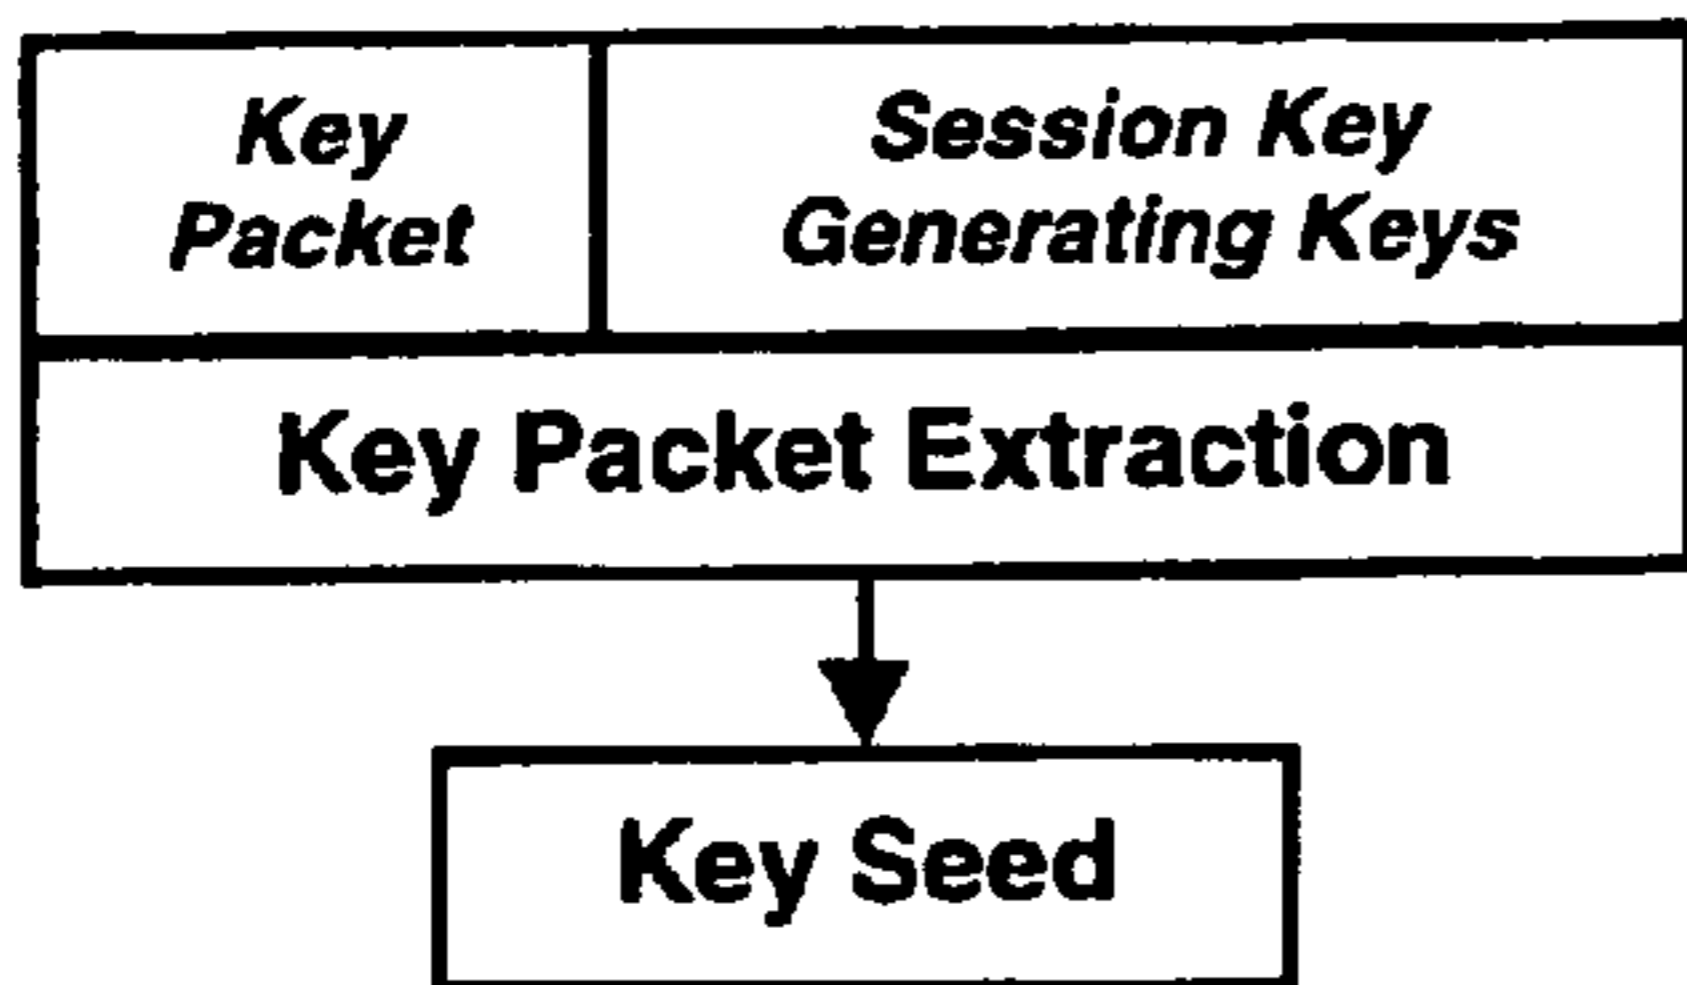 Key
Packet
Session Key
Generating Keys
Key Packet Extraction
Key Seed